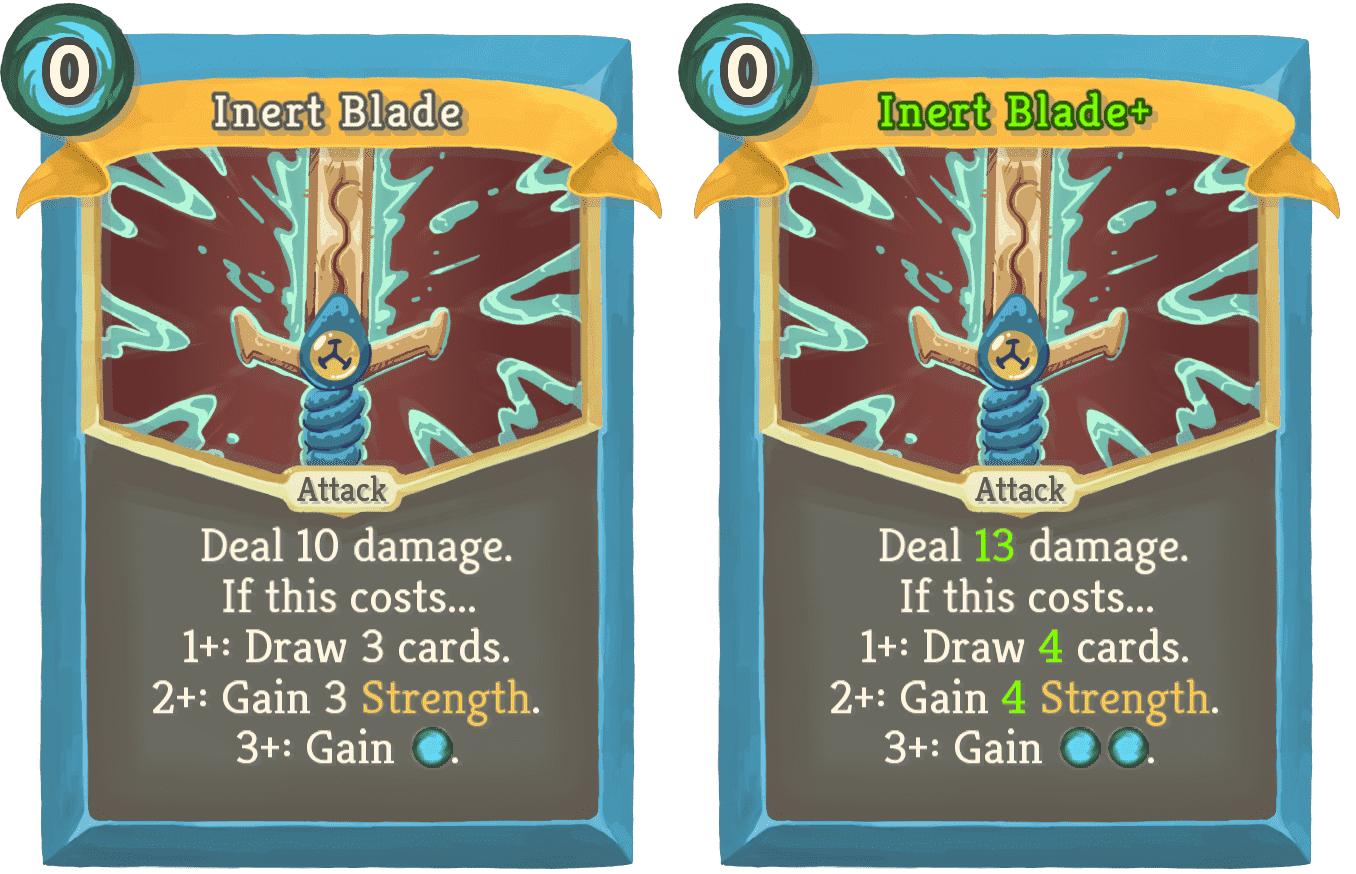 0
Inert Blade
Attack
Deal 10 damage.
If this costs...
1+: Draw 3 cards.
2+: Gain 3 Strength.
3+: Gain .
0
Inert Blade+
Attack
Deal 13 damage.
If this costs...
1+: Draw 4 cards.
2+: Gain 4 Strength.
3+: Gain .